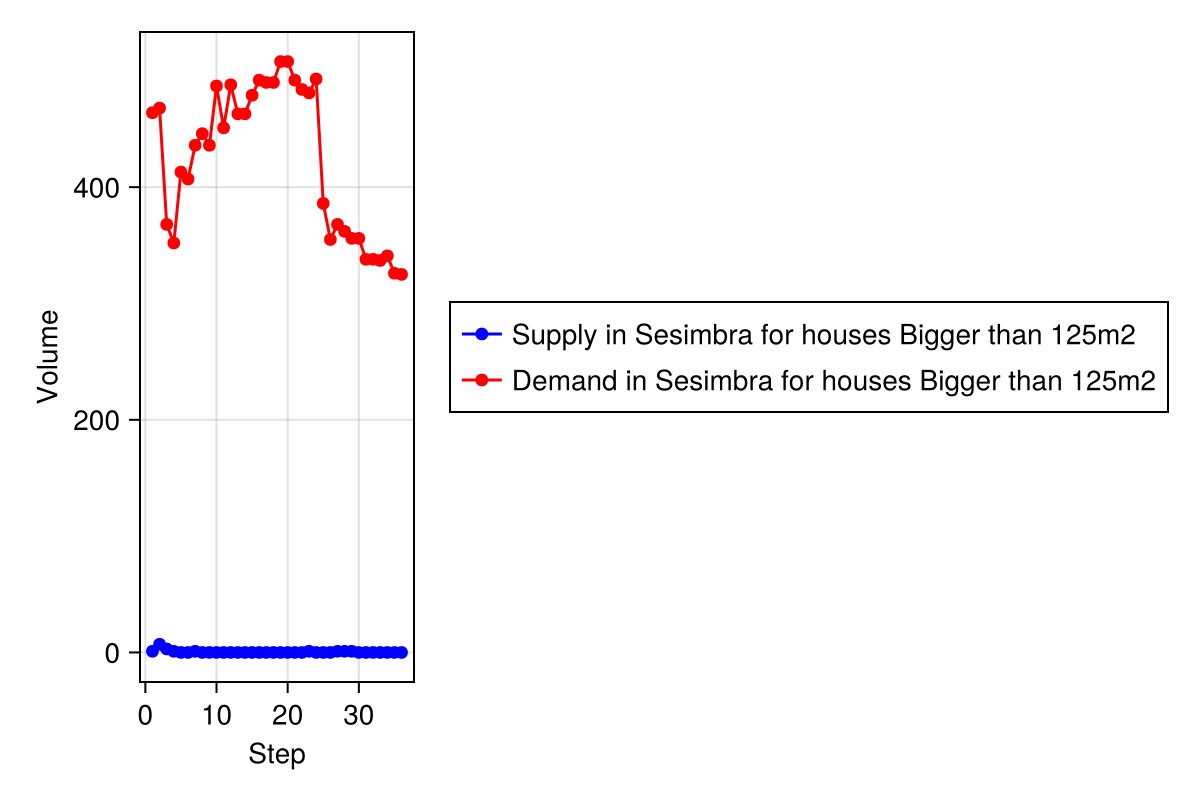 400
200
0
Volume
0 10 20 30
Step
Supply in Sesimbra for houses Bigger than 125m2
Demand in Sesimbra for houses Bigger than 125m2